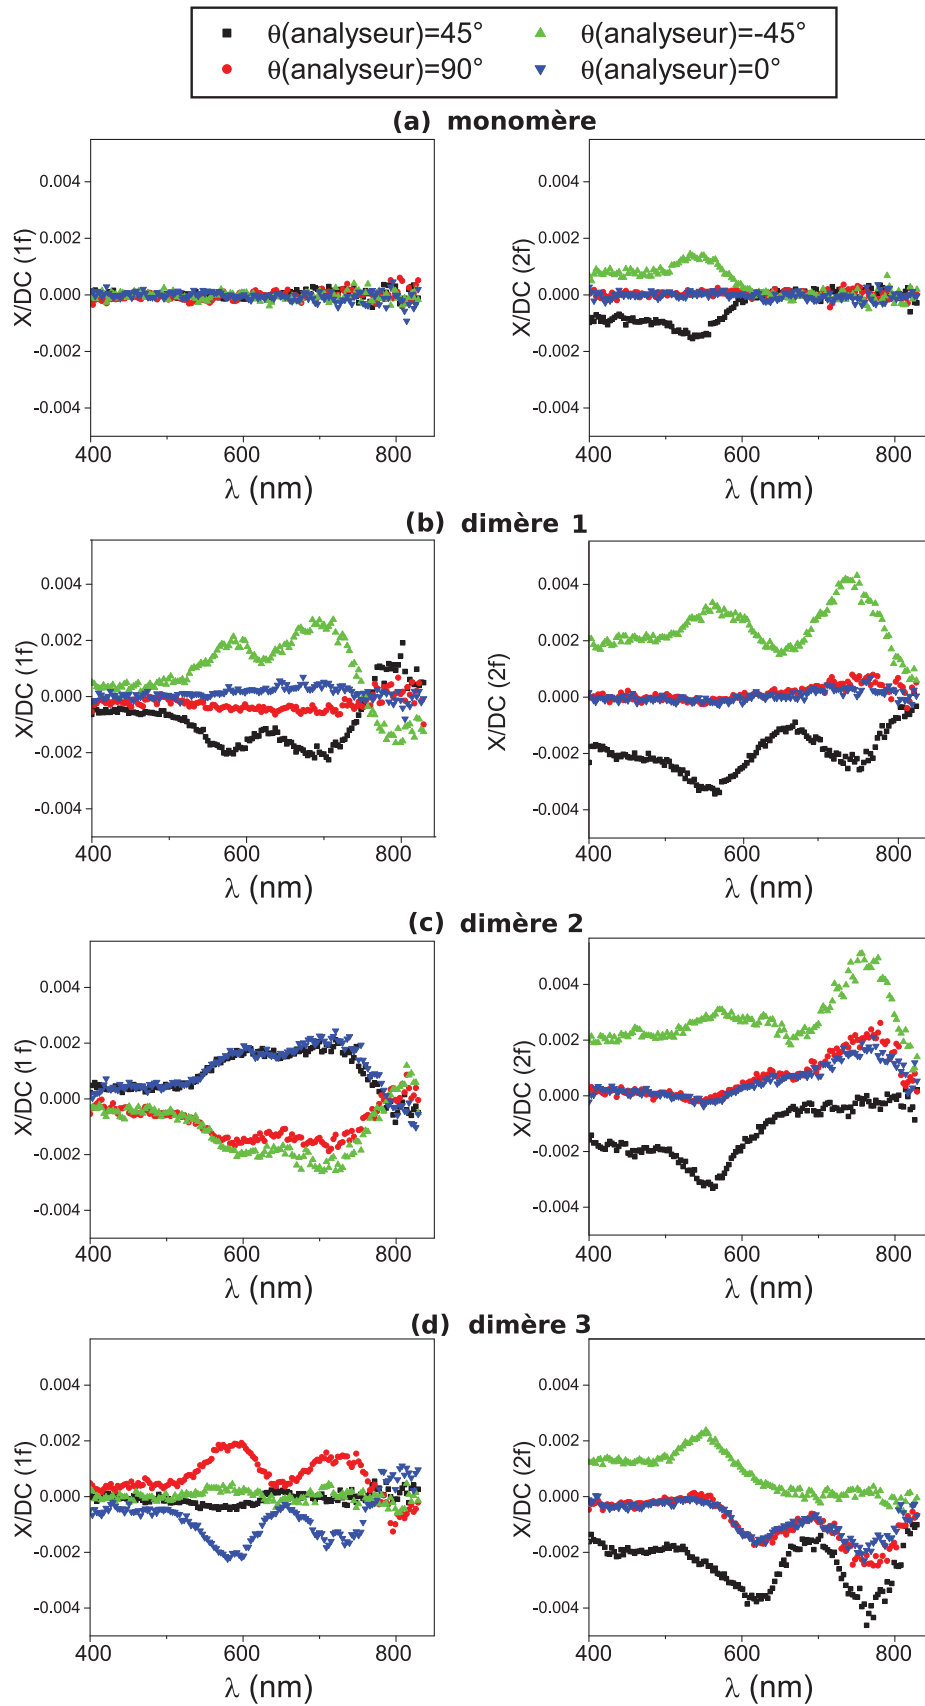 θ(analyseur)=45° θ(analyseur)=-45°
θ(analyseur)=90° θ(analyseur)=0°
(a) monomère
X/DC (1f)
0.004
0.002
0.000
-0.002
-0.004
400 600 800
λ (nm)
X/DC (2f)
0.004
0.002
0.000
-0.002
-0.004
400 600 800
λ (nm)
(b) dimère 1
X/DC (1f)
0.004
0.002
0.000
-0.002
-0.004
400 600 800
λ (nm)
X/DC (2f)
0.004
0.002
0.000
-0.002
-0.004
400 600 800
λ (nm)
(c) dimère 2
X/DC (1f)
0.004
0.002
0.000
-0.002
-0.004
400 600 800
λ (nm)
X/DC (2f)
0.004
0.002
0.000
-0.002
-0.004
400 600 800
λ (nm)
(d) dimère 3
X/DC (1f)
0.004
0.002
0.000
-0.002
-0.004
400 600 800
λ (nm)
X/DC (2f)
0.004
0.002
0.000
-0.002
-0.004
400 600 800
λ (nm)